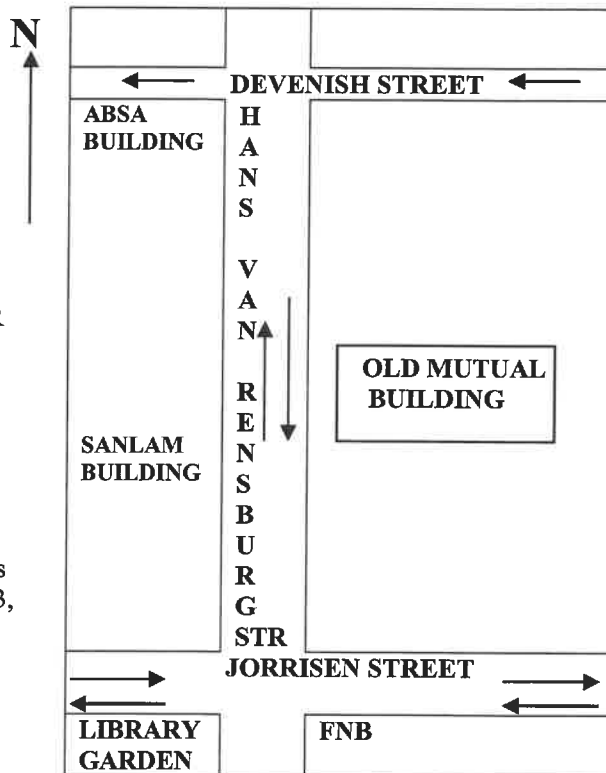 N
DEVENISH STREET
ABSA
BUILDING
HANS VAN RENSBURG
STR
OLD MUTUAL
BUILDING
SANLAM
BUILDING
s
JORRISEN STREET
LIBRARY
GARDEN
FNB